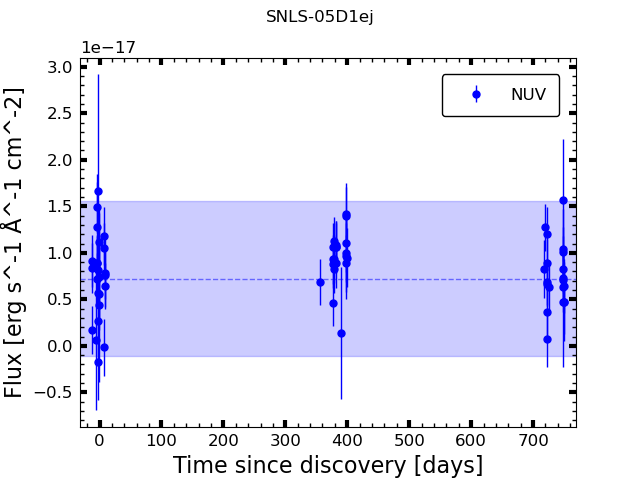 SNLS-05D1ej
1e−17
NUV
3.0
2.5
2.0
1.5
1.0
0.5
0.0
−0.5
0 100 200 300 400 500 600 700
Time since discovery [days]
Flux [erg s^-1 Å^-1 cm^-2]